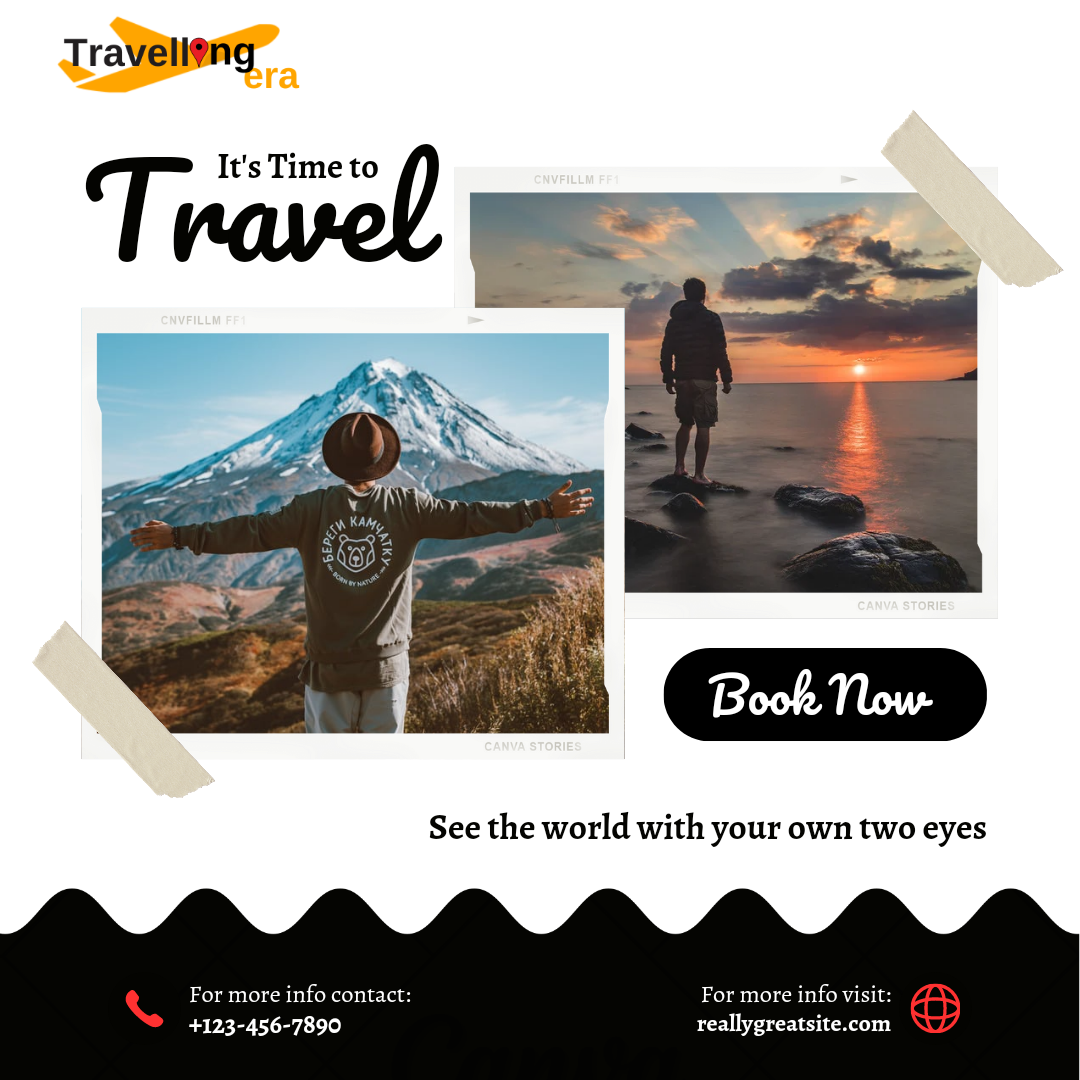 Travelling
era
It's Time to
Travel
CNVFILLM FF1
CNVFILLM FF1
БЕРЕГИ КАМЧАТКУ
BORN BY NATURE
CANVA STORIES
CANVA STORIES
Book Now
See the world with your own two eyes
For more info contact:
+123-456-7890
For more info visit:
reallygreatsite.com
Canva